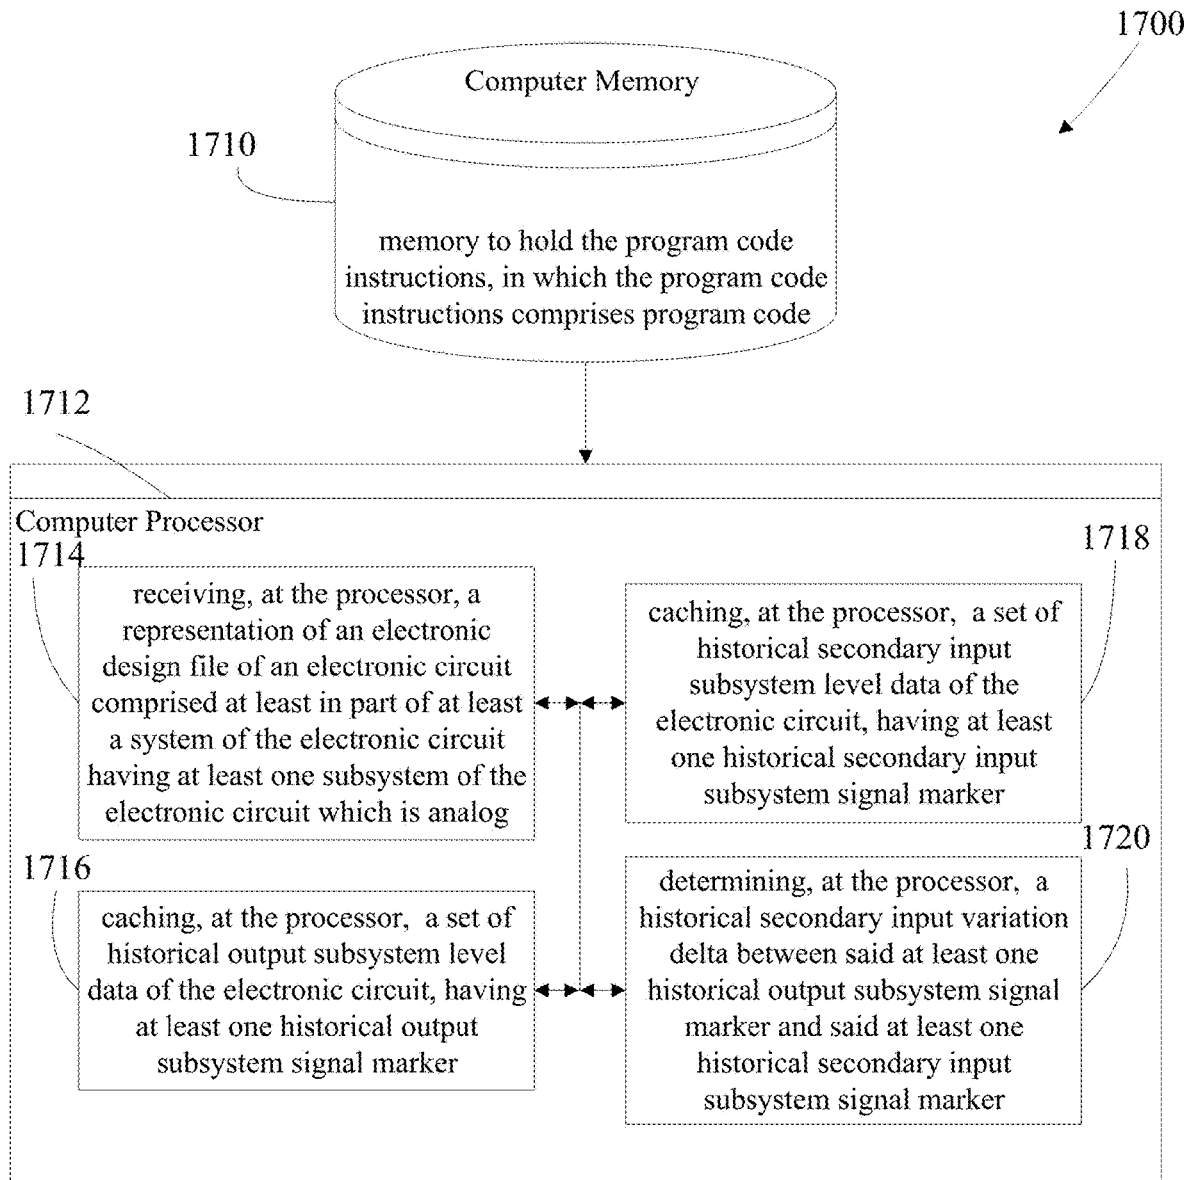 1700
Computer Memory
1710
memory to hold the program code
instructions, in which the program code
instructions comprises program code
1712
Computer Processor
1714
receiving, at the processor, a
representation of an electronic
design file of an electronic circuit
comprised at least in part of at least
a system of the electronic circuit
having at least one subsystem of the
electronic circuit which is analog
1718
caching, at the processor, a set of
historical secondary input
subsystem level data of the
electronic circuit, having at least
one historical secondary input
subsystem signal marker
1716
caching, at the processor, a set of
historical output subsystem level
data of the electronic circuit, having
at least one historical output
subsystem signal marker
1720
determining, at the processor, a
historical secondary input variation
delta between said at least one
historical output subsystem signal
marker and said at least one
historical secondary input
subsystem signal marker